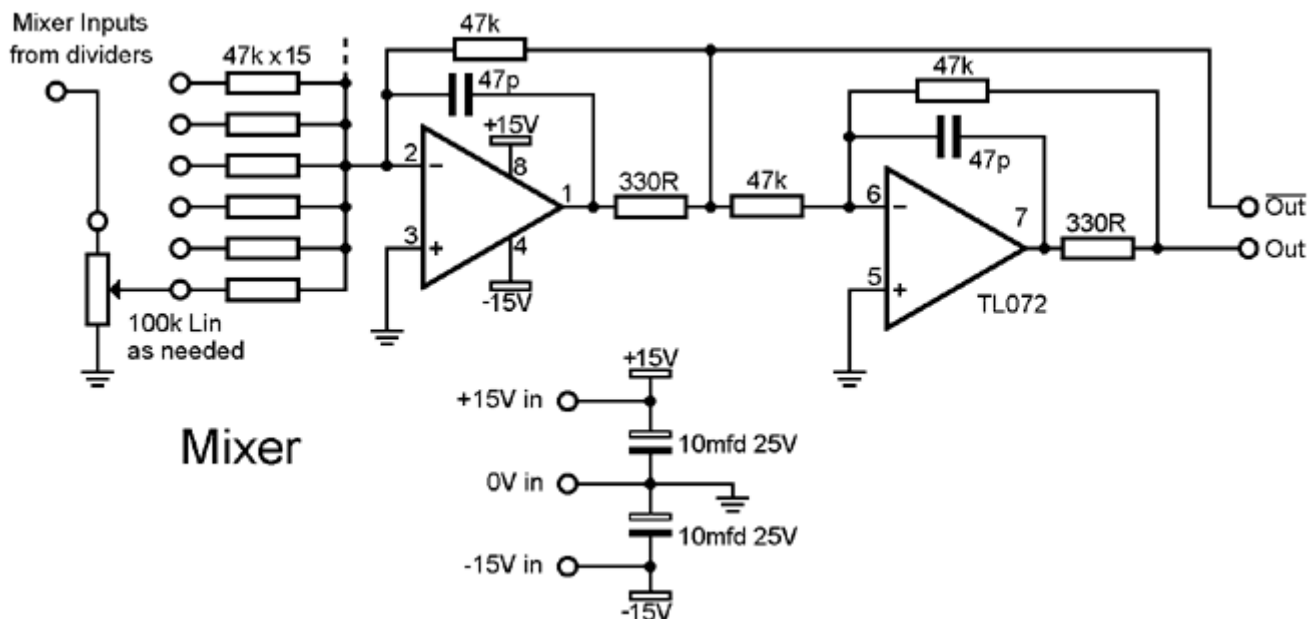 Mixer Inputs
from dividers
47k x 15
47k
47p
+15V
2
−
8
1
3
+
4
-15V
330R
47k
47k
47p
6
−
7
5
+
330R
TL072
Out
Out
100k Lin
as needed
Mixer
+15V
+15V in
10mfd 25V
0V in
10mfd 25V
-15V in
-15V